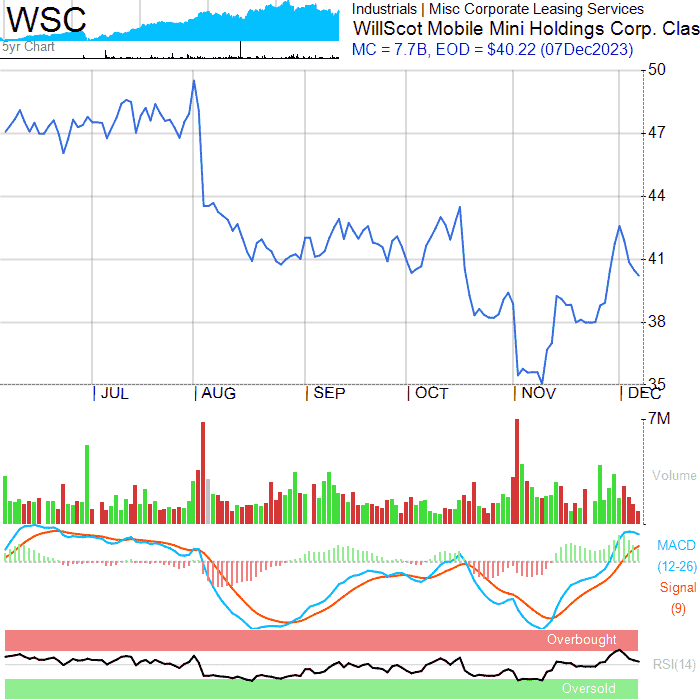 WSC
5yr Chart
Industrials | Misc Corporate Leasing Services
WillScot Mobile Mini Holdings Corp. Clas
MC = 7.7B, EOD = $40.22 (07Dec2023)
50
47
44
41
38
35
JUL AUG SEP OCT NOV DEC
7M
Volume
MACD
(12-26)
Signal
(9)
Overbought
RSI(14)
Oversold